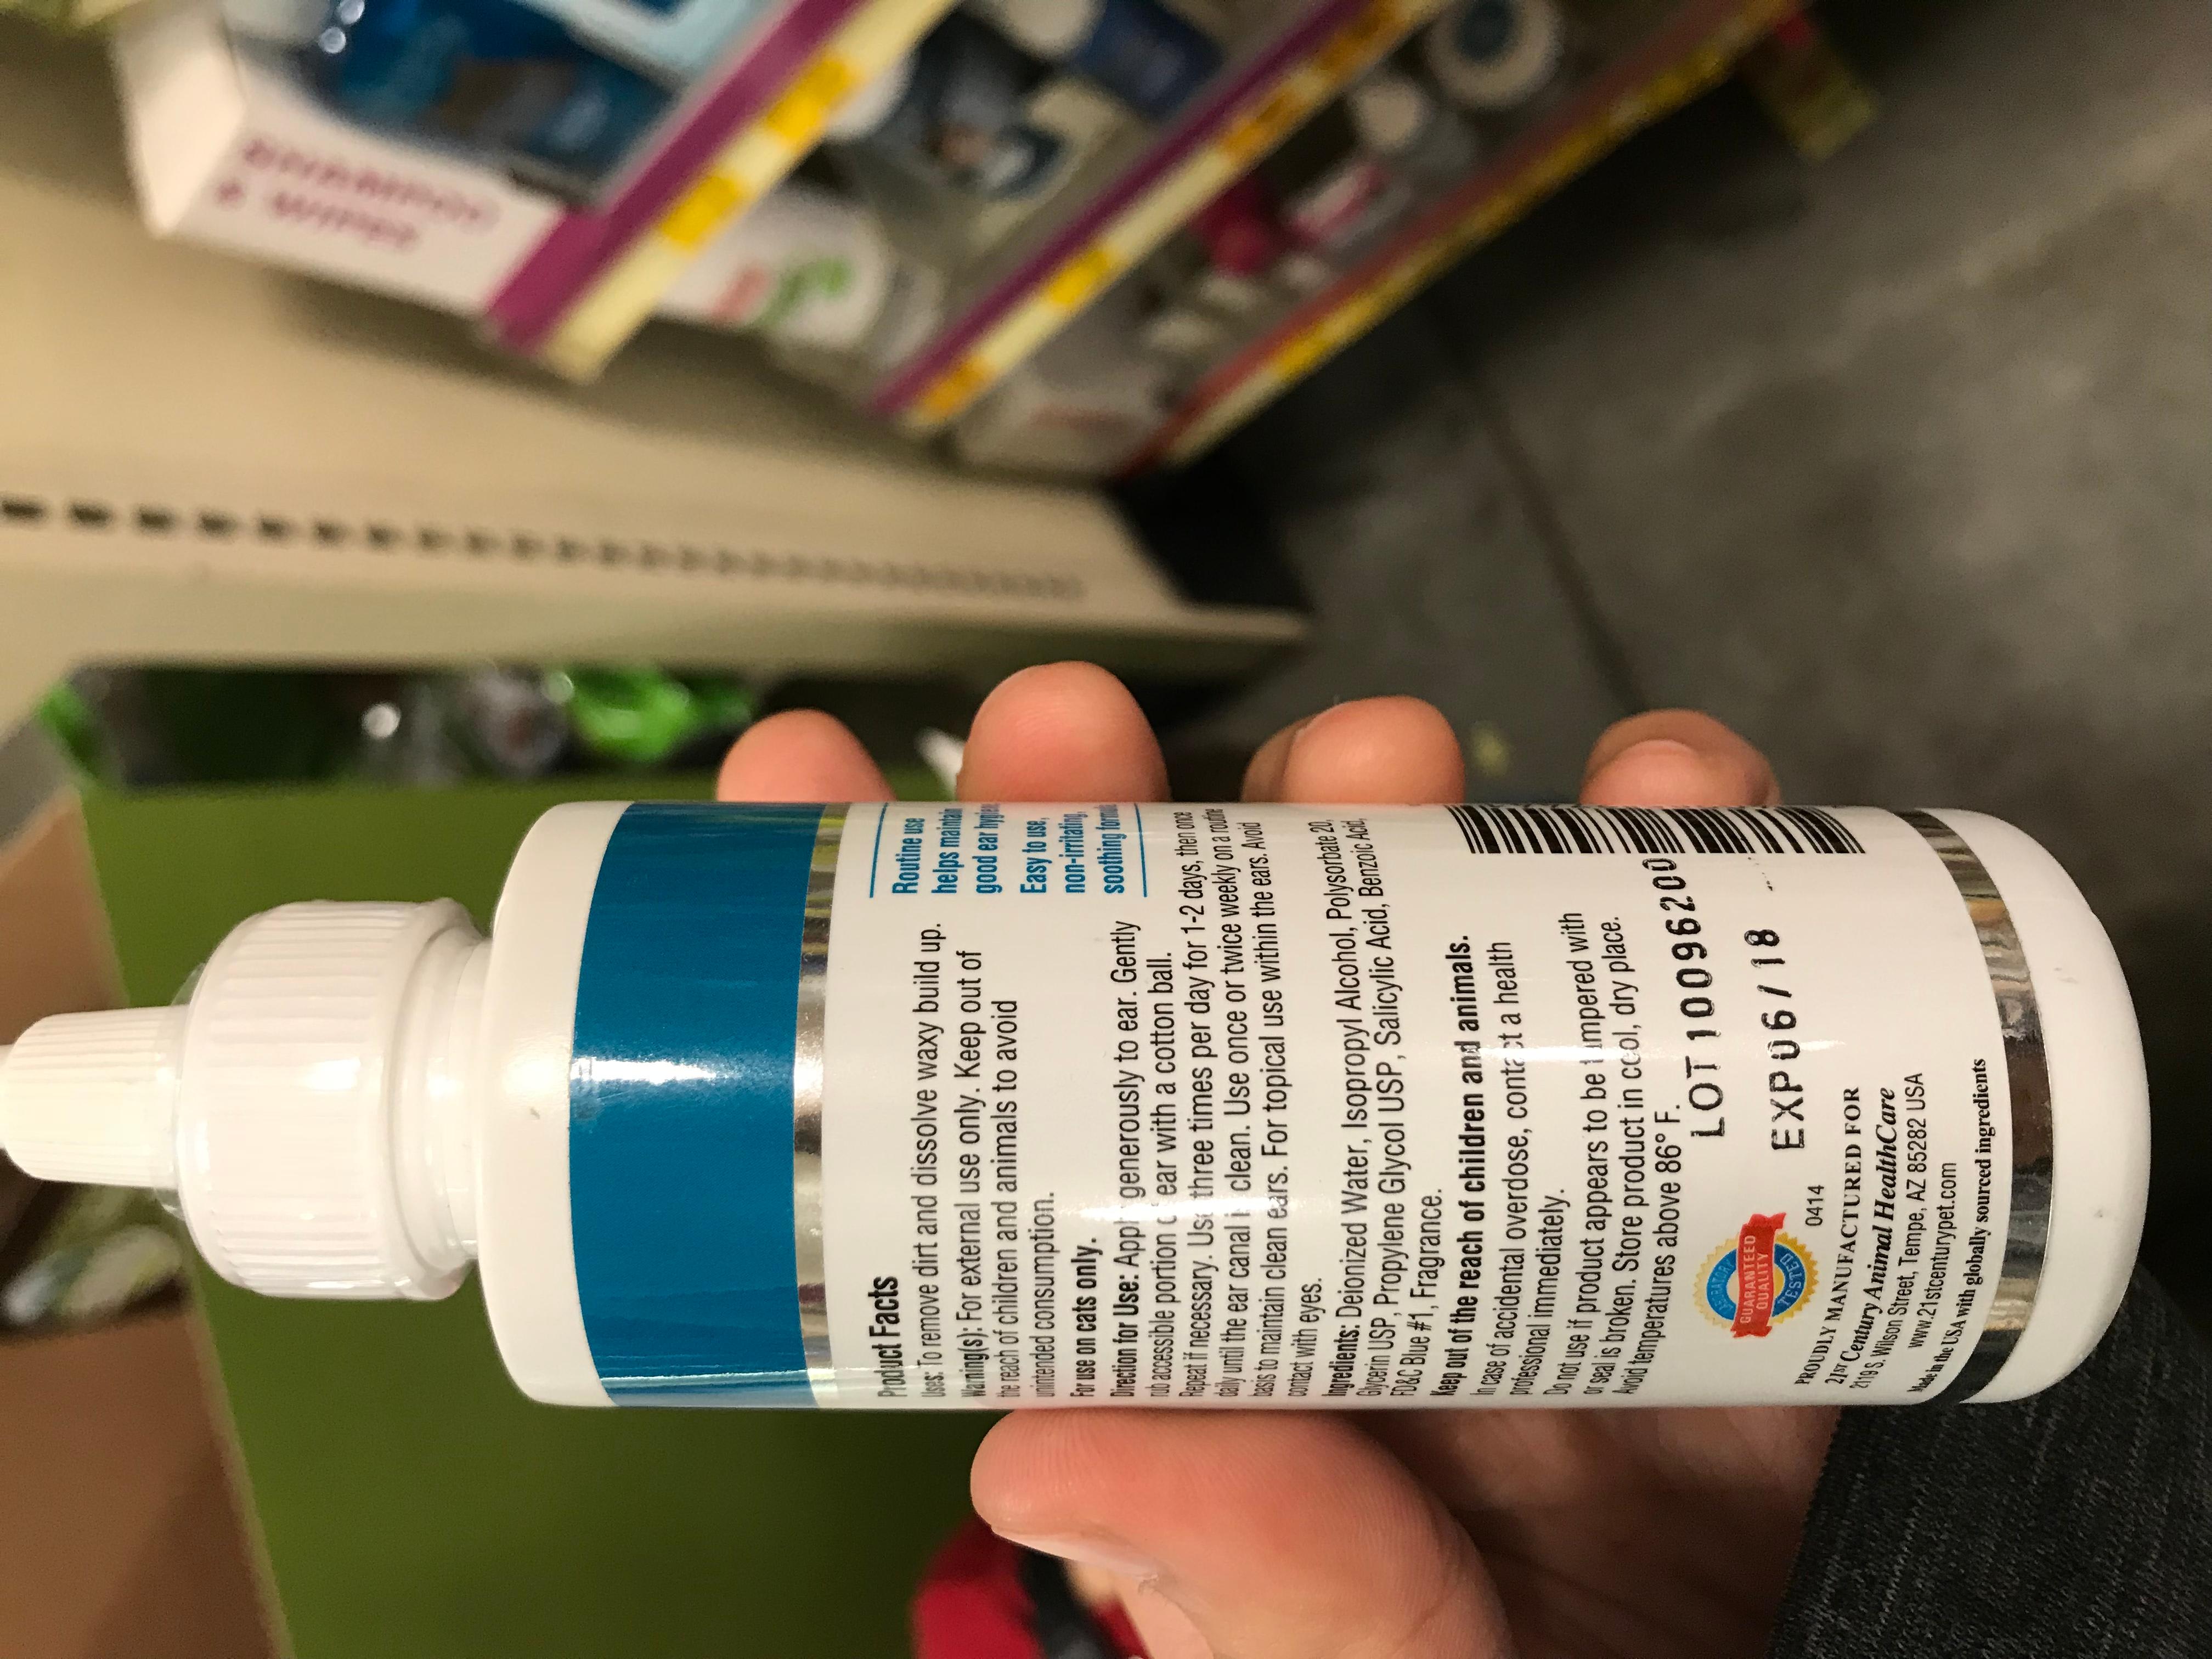 Product Facts
Uses: To remove dirt and dissolve waxy build up.
Warning(s): For external use only. Keep out of
the reach of children and animals to avoid
unintended consumption.
For use on cats only.
Direction for Use: Apply generously to ear. Gently
rub accessible portion of ear with a cotton ball.
Repeat if necessary. Use three times per day for 1-2 days, then once
daily until the ear canal is clean. Use once or twice weekly on a routine
basis to maintain clean ears. For topical use within the ears. Avoid
contact with eyes.
Ingredients: Deionized Water, Isopropyl Alcohol, Polysorbate 20,
Glycerin USP, Propylene Glycol USP, Salicylic Acid, Benzoic Acid,
FD&C Blue #1, Fragrance.
Keep out of the reach of children and animals.
In case of accidental overdose, contact a health
professional immediately.
Do not use if product appears to be tampered with
or seal is broken. Store product in cool, dry place.
Avoid temperatures above 86° F.
Routine use
helps maintain
good ear hygiene
Easy to use,
non-irritating,
soothing formula
LOT 10096200
EXP 06/18
LABORATORY
GUARANTEED
QUALITY
TESTED
0414
PROUDLY MANUFACTURED FOR
21ST Century Animal HealthCare
2119 S. Wilson Street, Tempe, AZ 85282 USA
www.21stcenturypet.com
Made in the USA with globally sourced ingredients
SHAMPOO
& WIPES